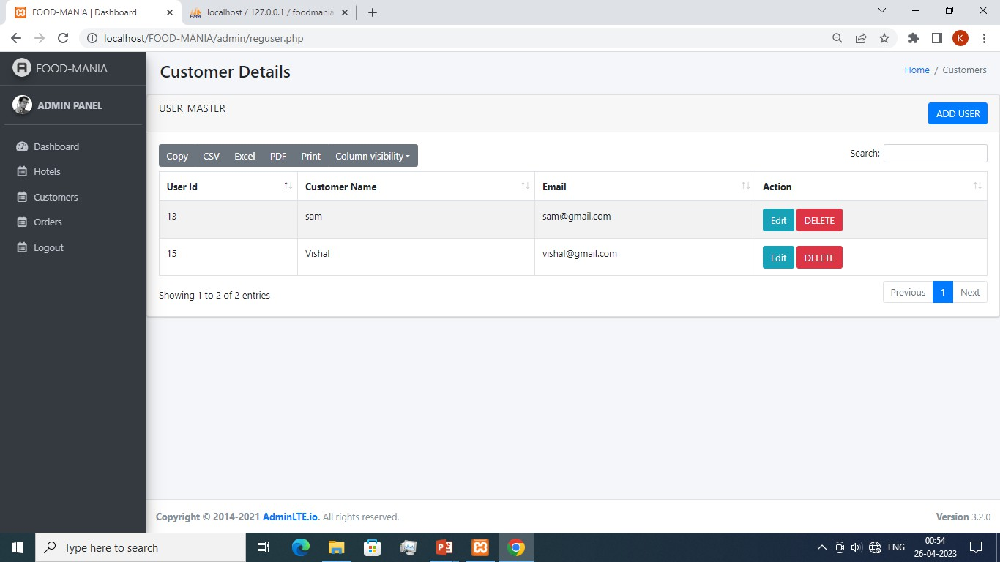 FOOD-MANIA | Dashboard
localhost / 127.0.0.1 / foodmania
localhost/FOOD-MANIA/admin/reguser.php
K
FOOD-MANIA
Customer Details
Home / Customers
ADMIN PANEL
USER_MASTER
ADD USER
Dashboard
Hotels
Customers
Orders
Logout
Copy CSV Excel PDF Print Column visibility
Search:
User Id Customer Name Email Action
13 sam sam@gmail.com Edit DELETE
15 Vishal vishal@gmail.com Edit DELETE
Showing 1 to 2 of 2 entries
Previous 1 Next
Copyright © 2014-2021 AdminLTE.io. All rights reserved.
Version 3.2.0
Type here to search
ENG
00:54
26-04-2023